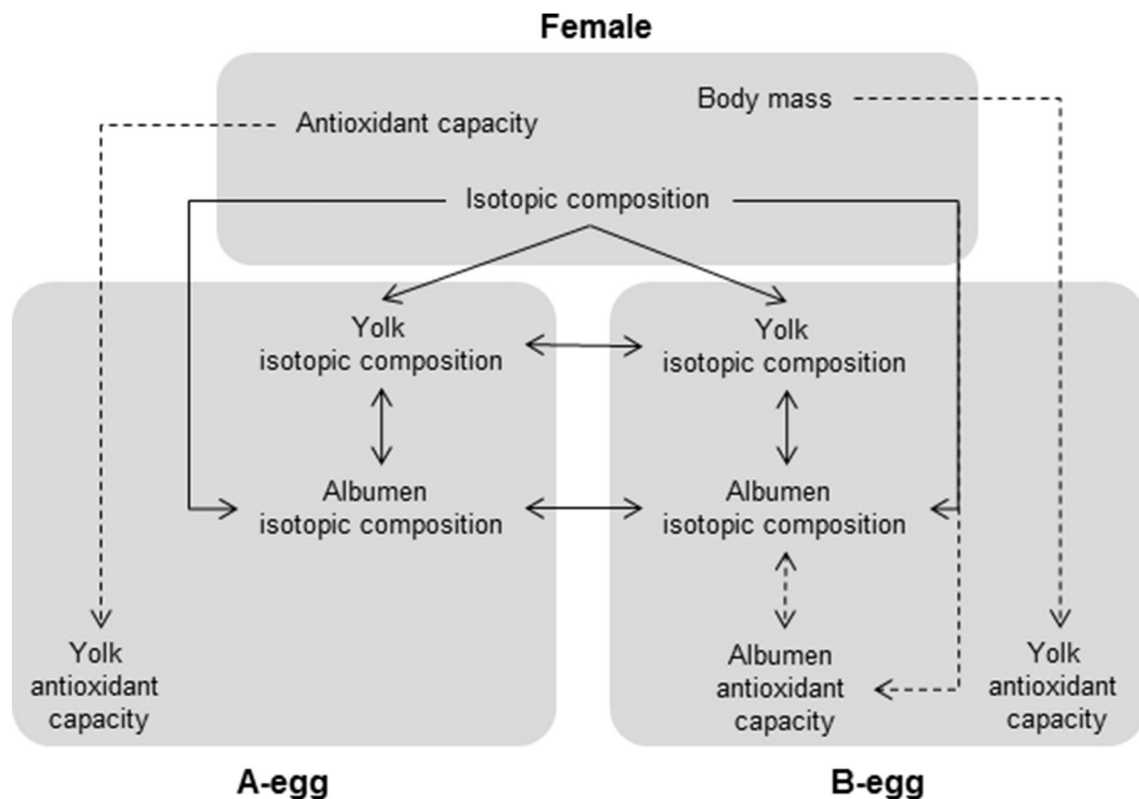 Female
Body mass
Antioxidant capacity
Isotopic composition
Yolk
isotopic composition
Albumen
isotopic composition
Yolk
antioxidant
capacity
A-egg
Yolk
isotopic composition
Albumen
isotopic composition
Albumen
antioxidant
capacity
Yolk
antioxidant
capacity
B-egg